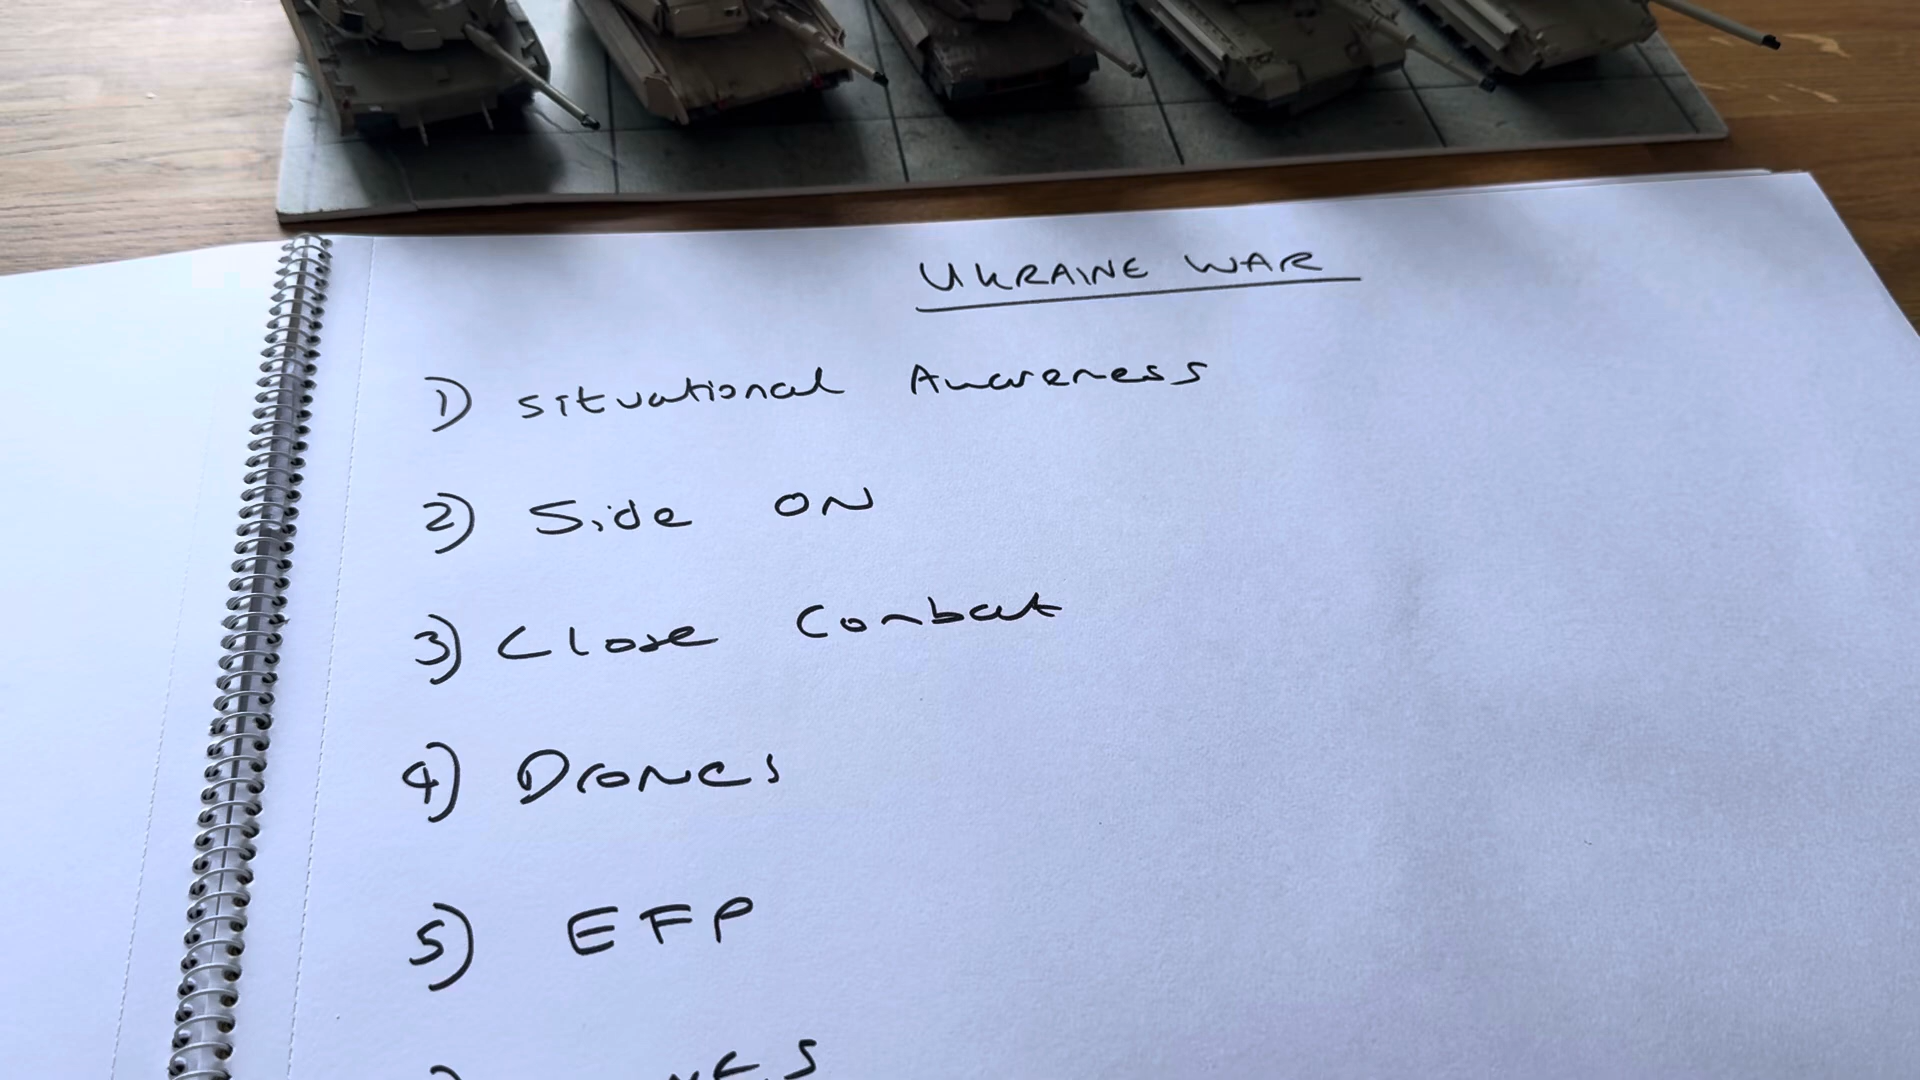 UKRAINE WAR
1) Situational Awareness
2) Side ON
3) Close Combat
4) Drones
5) EFP